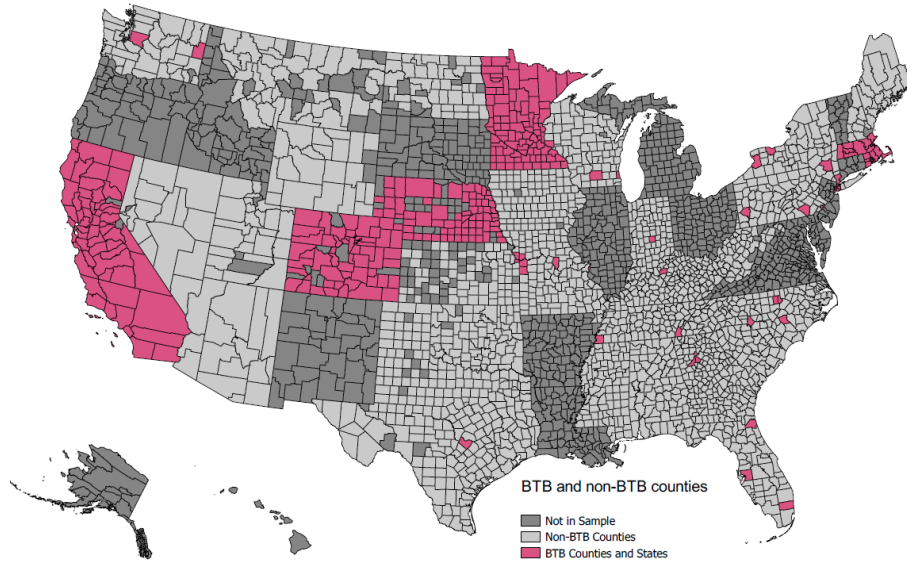 BTB and non-BTB counties
Not in Sample
Non-BTB Counties
BTB Counties and States